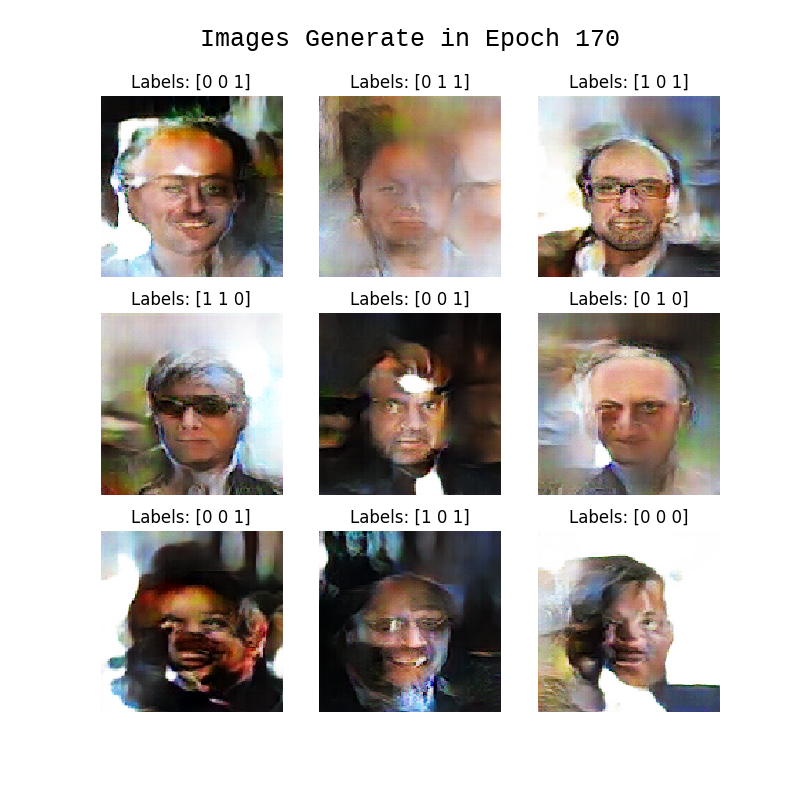 Images Generate in Epoch 170
Labels: [0 0 1]
Labels: [0 1 1]
Labels: [1 0 1]
Labels: [1 1 0]
Labels: [0 0 1]
Labels: [0 1 0]
Labels: [0 0 1]
Labels: [1 0 1]
Labels: [0 0 0]